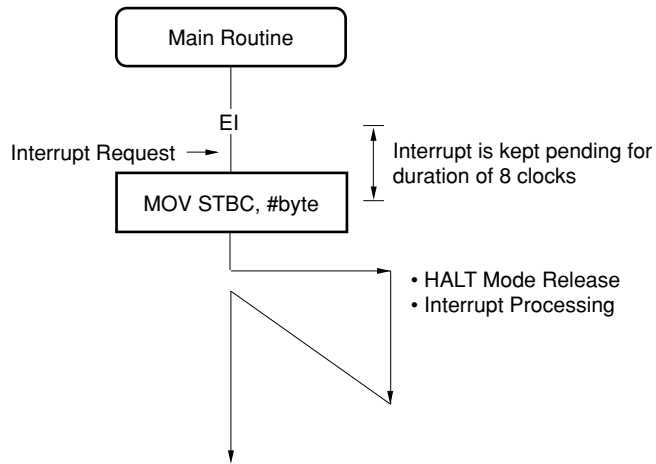 Main Routine
EI
Interrupt Request
Interrupt is kept pending for
duration of 8 clocks
MOV STBC, #byte
• HALT Mode Release
• Interrupt Processing